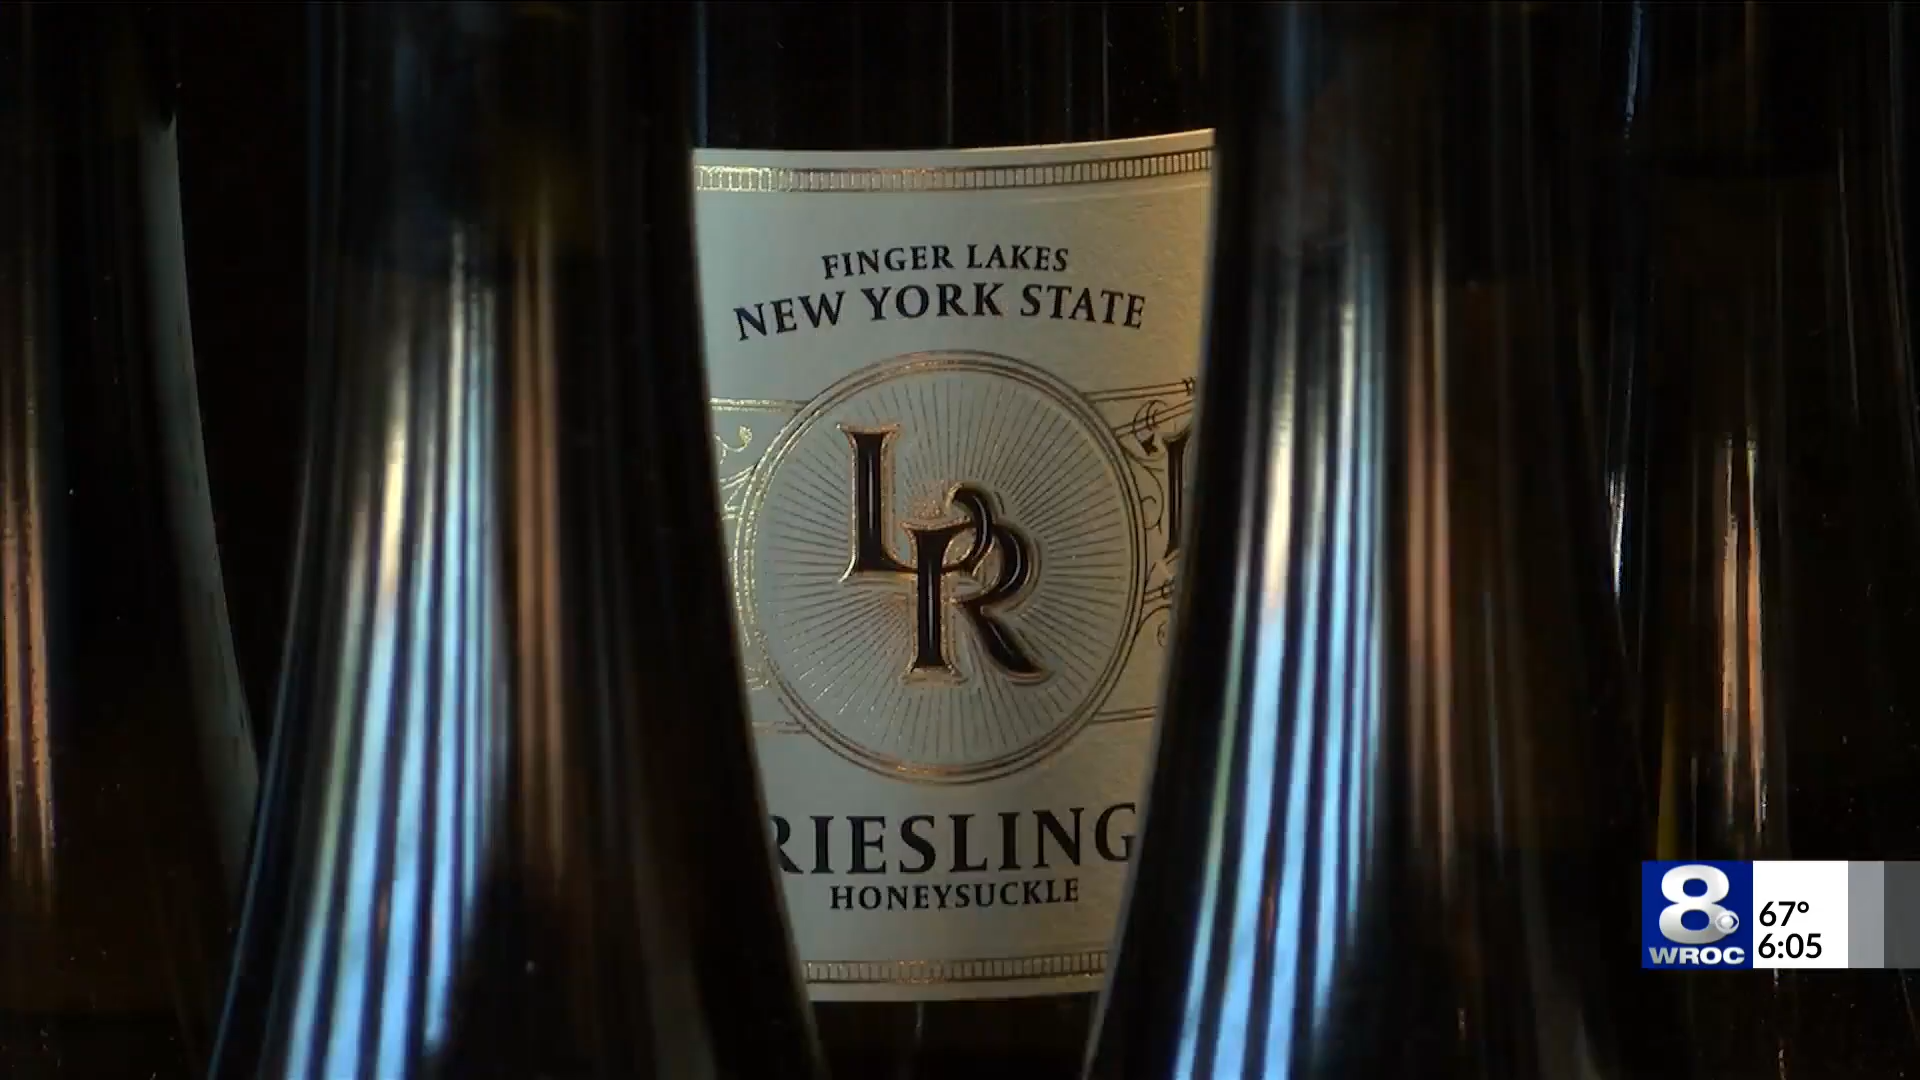 FINGER LAKES
NEW YORK STATE
LR
RIESLING
HONEYSUCKLE
8
67°
WROC
6:05